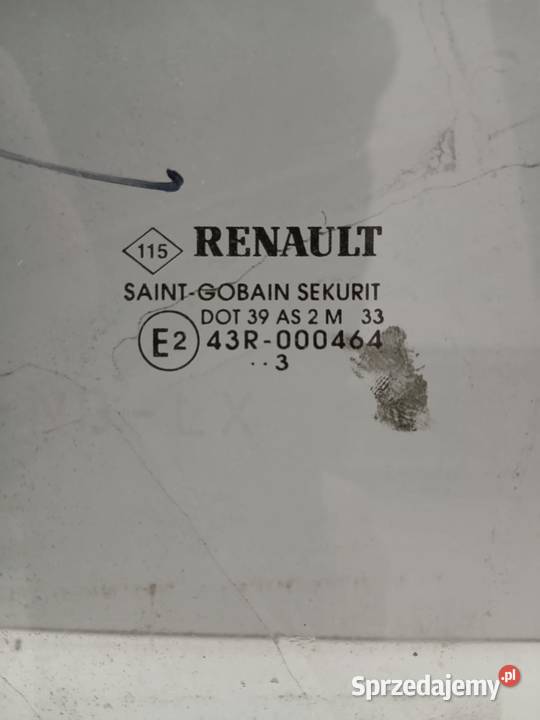 115 RENAULT
SAINT-GOBAIN SEKURIT
DOT 39 AS 2 M 33
E2 43R-000464
..3
Sprzedajemy.pl